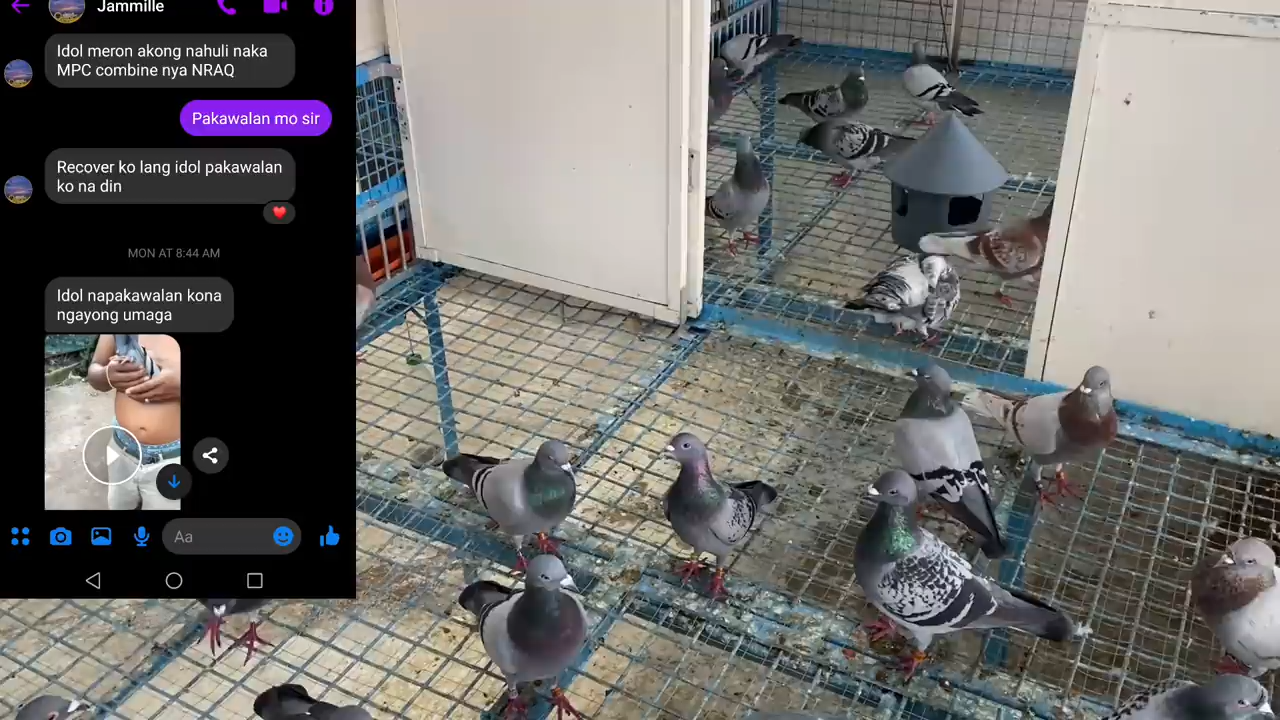 Jammille
Idol meron akong nahuli naka
MPC combine nya NRAQ
Pakawalan mo sir
Recover ko lang idol pakawalan
ko na din
MON AT 8:44 AM
Idol napakawalan kona
ngayong umaga
Aa